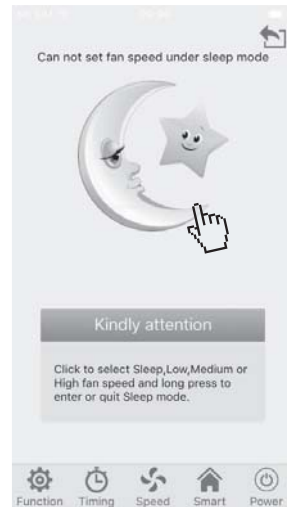 Can not set fan speed under sleep mode
Kindly attention
Click to select Sleep,Low,Medium or
High fan speed and long press to
enter or quit Sleep mode.
Function Timing Speed Smart Power